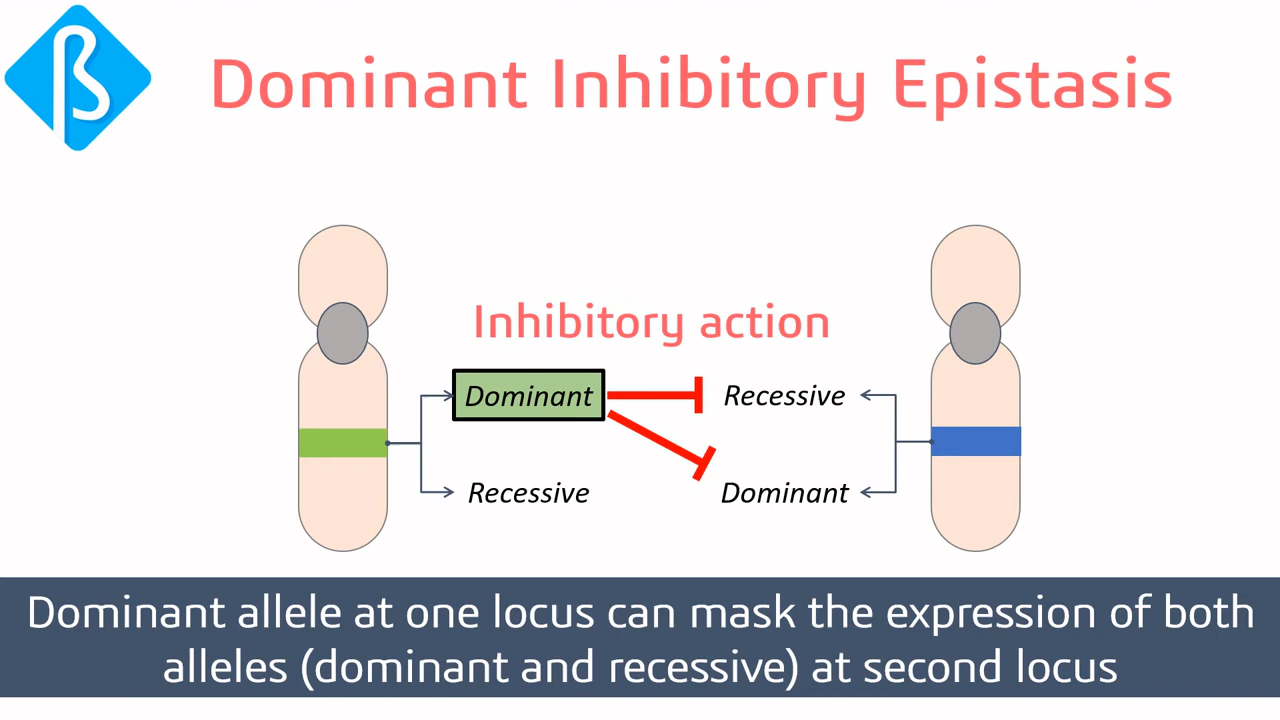 ß
Dominant Inhibitory Epistasis
Inhibitory action
Dominant
Recessive
Recessive
Dominant
Dominant allele at one locus can mask the expression of both
alleles (dominant and recessive) at second locus